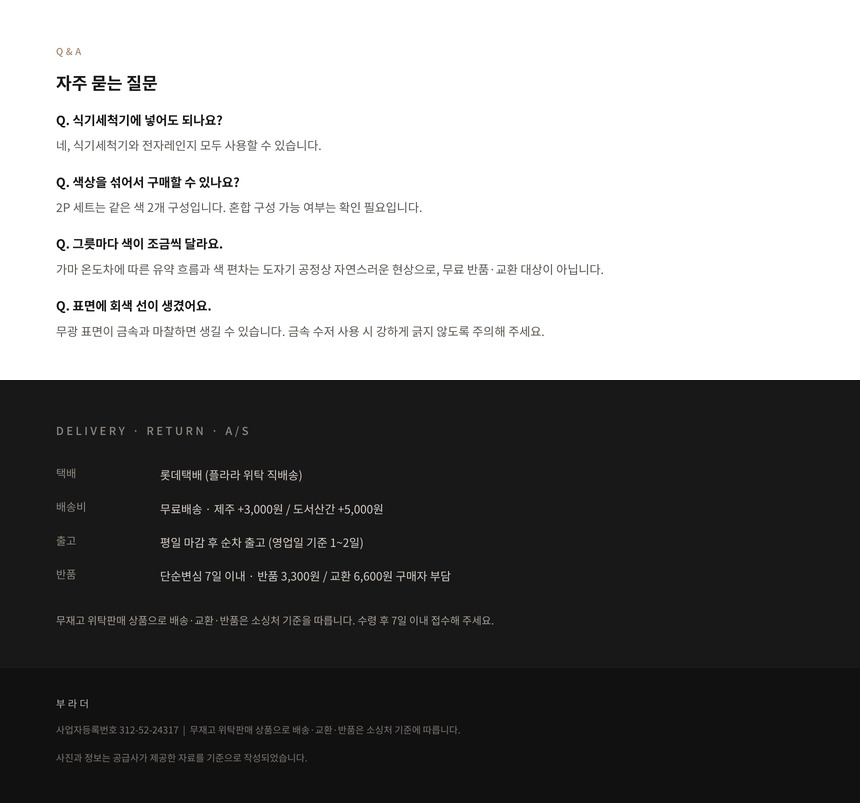 Q & A
자주 묻는 질문
Q. 식기세척기에 넣어도 되나요?
네, 식기세척기와 전자레인지 모두 사용할 수 있습니다.
Q. 색상을 섞어서 구매할 수 있나요?
2P 세트는 같은 색 2개 구성입니다. 혼합 구성 가능 여부는 확인 필요입니다.
Q. 그릇마다 색이 조금씩 달라요.
가마 온도차에 따른 유약 흐름과 색 편차는 도자기 공정상 자연스러운 현상으로, 무료 반품·교환 대상이 아닙니다.
Q. 표면에 회색 선이 생겼어요.
무광 표면이 금속과 마찰하면 생길 수 있습니다. 금속 수저 사용 시 강하게 긁지 않도록 주의해 주세요.
DELIVERY · RETURN · A/S
택배 롯데택배 (플라라 위탁 직배송)
배송비 무료배송 · 제주 +3,000원 / 도서산간 +5,000원
출고 평일 마감 후 순차 출고 (영업일 기준 1~2일)
반품 단순변심 7일 이내 · 반품 3,300원 / 교환 6,600원 구매자 부담
무재고 위탁판매 상품으로 배송·교환·반품은 소싱처 기준을 따릅니다. 수령 후 7일 이내 접수해 주세요.
부라더
사업자등록번호 312-52-24317 | 무재고 위탁판매 상품으로 배송·교환·반품은 소싱처 기준에 따릅니다.
사진과 정보는 공급사가 제공한 자료를 기준으로 작성되었습니다.